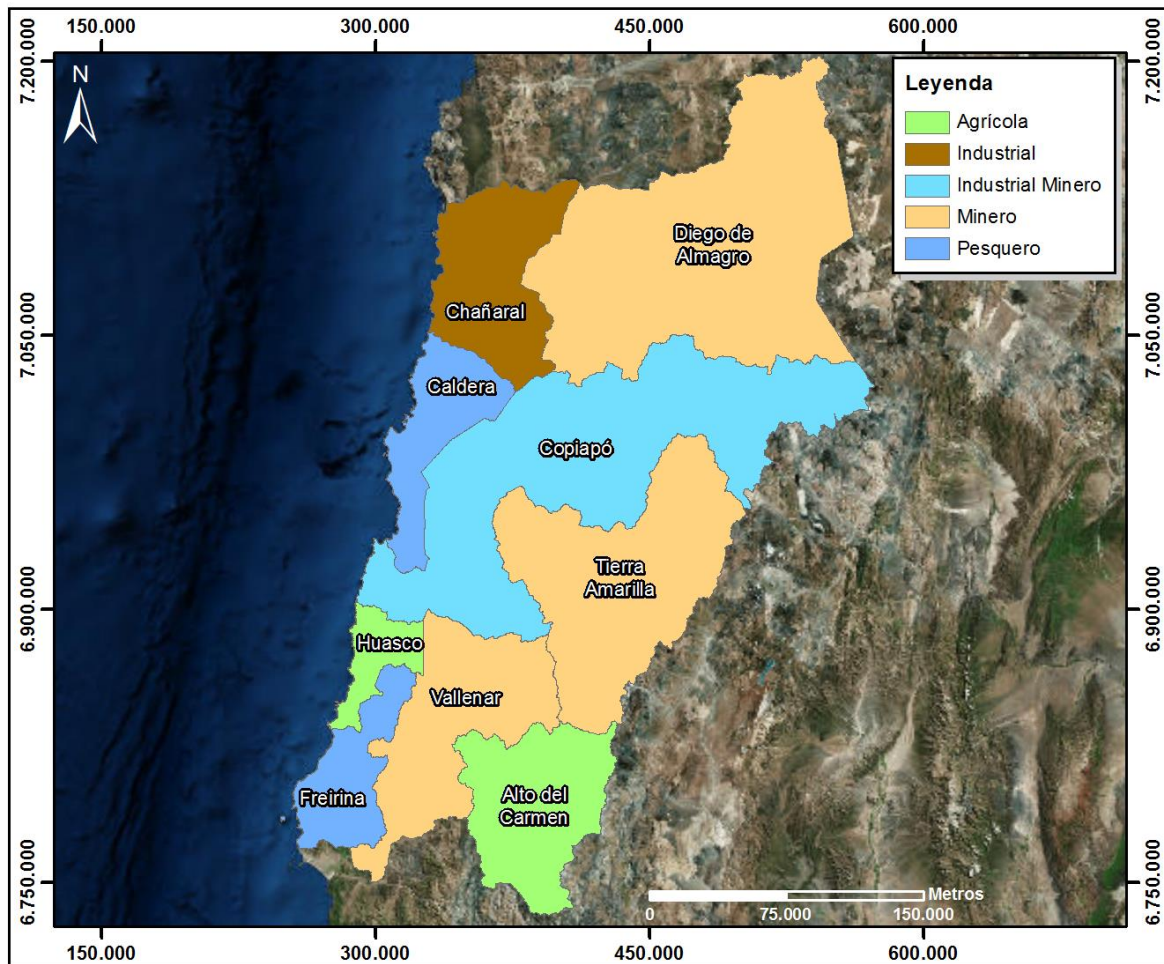 150.000 300.000 450.000 600.000
7.200.000 7.200.000
N
Leyenda
Agrícola
Industrial
Industrial Minero
Minero
Pesquero
Diego de
Almagro
Chañaral
7.050.000 7.050.000
Caldera
Copiapó
Tierra
Amarilla
6.900.000 6.900.000
Huasco
Vallenar
Freirina
Alto del
Carmen
6.750.000 6.750.000
Metros
0 75.000 150.000
150.000 300.000 450.000 600.000